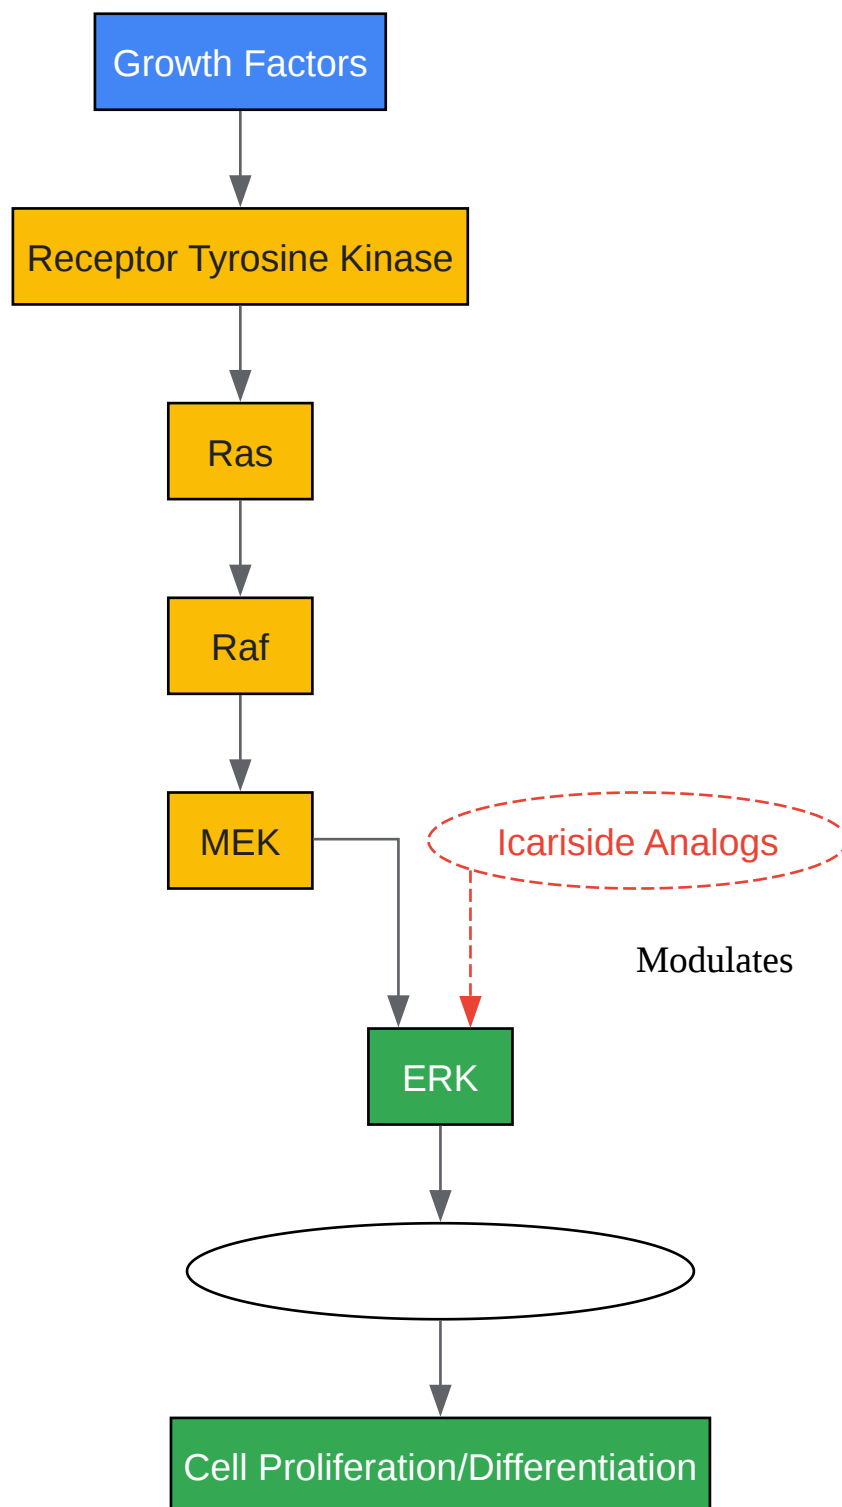 Growth Factors
Receptor Tyrosine Kinase
Ras
Raf
MEK
Icariside Analogs
Modulates
ERK
Cell Proliferation/Differentiation